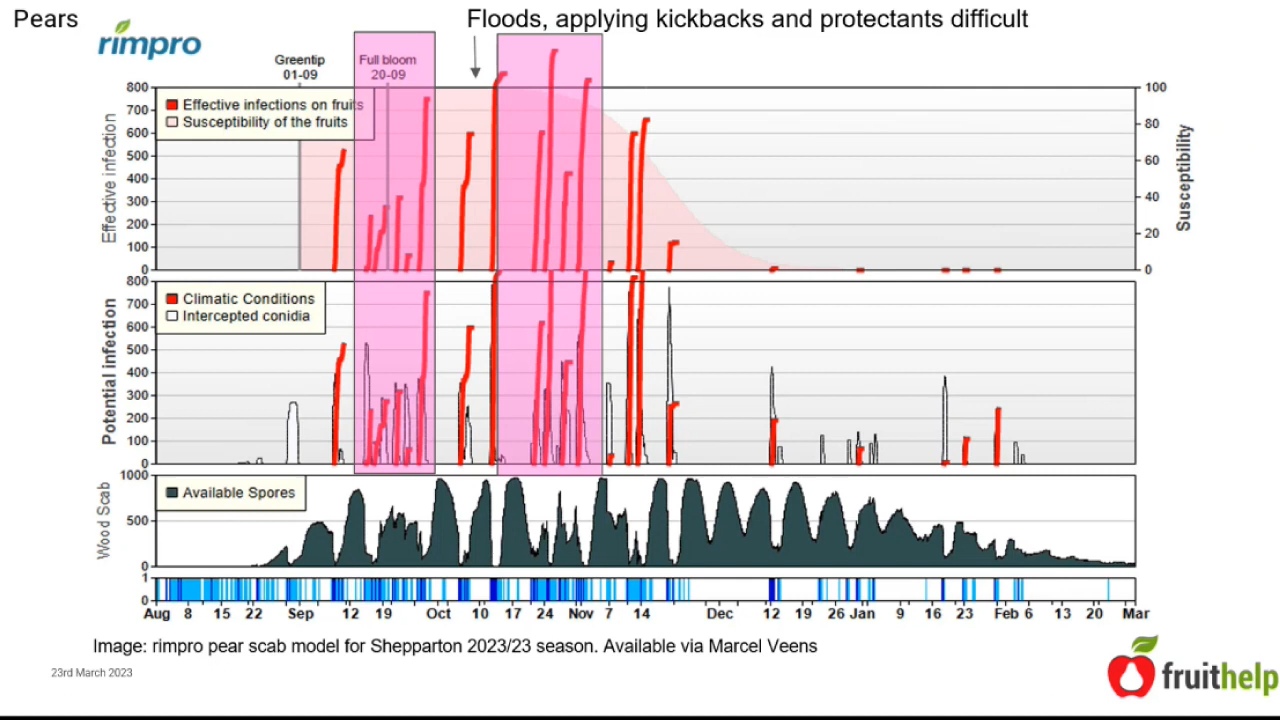 Pears
Floods, applying kickbacks and protectants difficult
rimpro
Greentip
01-09
Full bloom
20-09
Effective infection
800
700
600
500
400
300
200
100
0
Effective infections on fruits
Susceptibility of the fruits
100
80
60
40
20
0
Susceptibility
Potential infection
800
700
600
500
400
300
200
100
0
Climatic Conditions
Intercepted conidia
Wood Scab
1000
500
0
Available Spores
1
0
Aug 8 15 22 Sep 12 19 Oct 10 17 24 Nov 7 14 Dec 12 19 26 Jan 9 16 23 Feb 6 13 20 Mar
Image: rimpro pear scab model for Shepparton 2023/23 season. Available via Marcel Veens
23rd March 2023
fruithelp